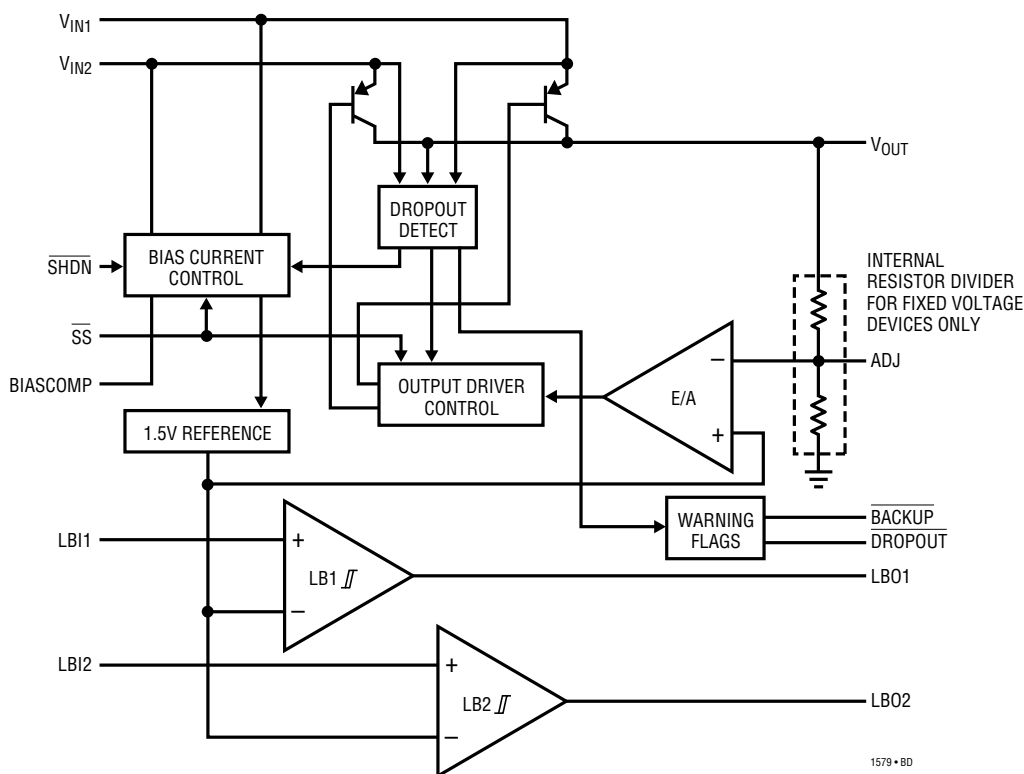 VIN1
VIN2
VOUT
DROPOUT
DETECT
SHDN
BIAS CURRENT
CONTROL
INTERNAL
RESISTOR DIVIDER
FOR FIXED VOLTAGE
DEVICES ONLY
SS
ADJ
BIASCOMP
OUTPUT DRIVER
CONTROL
E/A
−
+
1.5V REFERENCE
WARNING
FLAGS
BACKUP
DROPOUT
LBI1
+
LB1
−
LBO1
LBI2
+
LB2
−
LBO2
1579 • BD